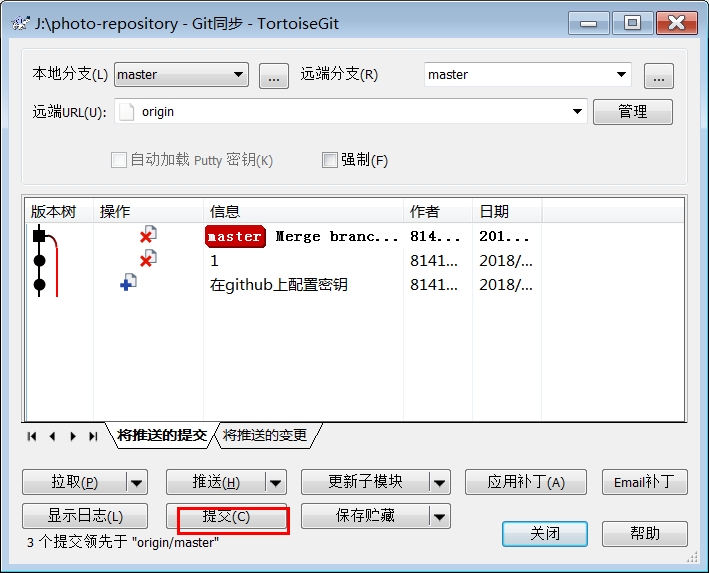 J:\photo-repository - Git同步 - TortoiseGit
本地分支(L) master ... 远端分支(R) master ...
远端URL(U): origin 管理
自动加载 Putty 密钥(K) 强制(F)
版本树 操作 信息 作者 日期
master Merge branc... 814... 201...
1 8141... 2018/...
在github上配置密钥 8141... 2018/...
将推送的提交 将推送的变更
拉取(P) 推送(H) 更新子模块 应用补丁(A) Email补丁
显示日志(L) 提交(C) 保存贮藏
3 个提交领先于 "origin/master" 关闭 帮助